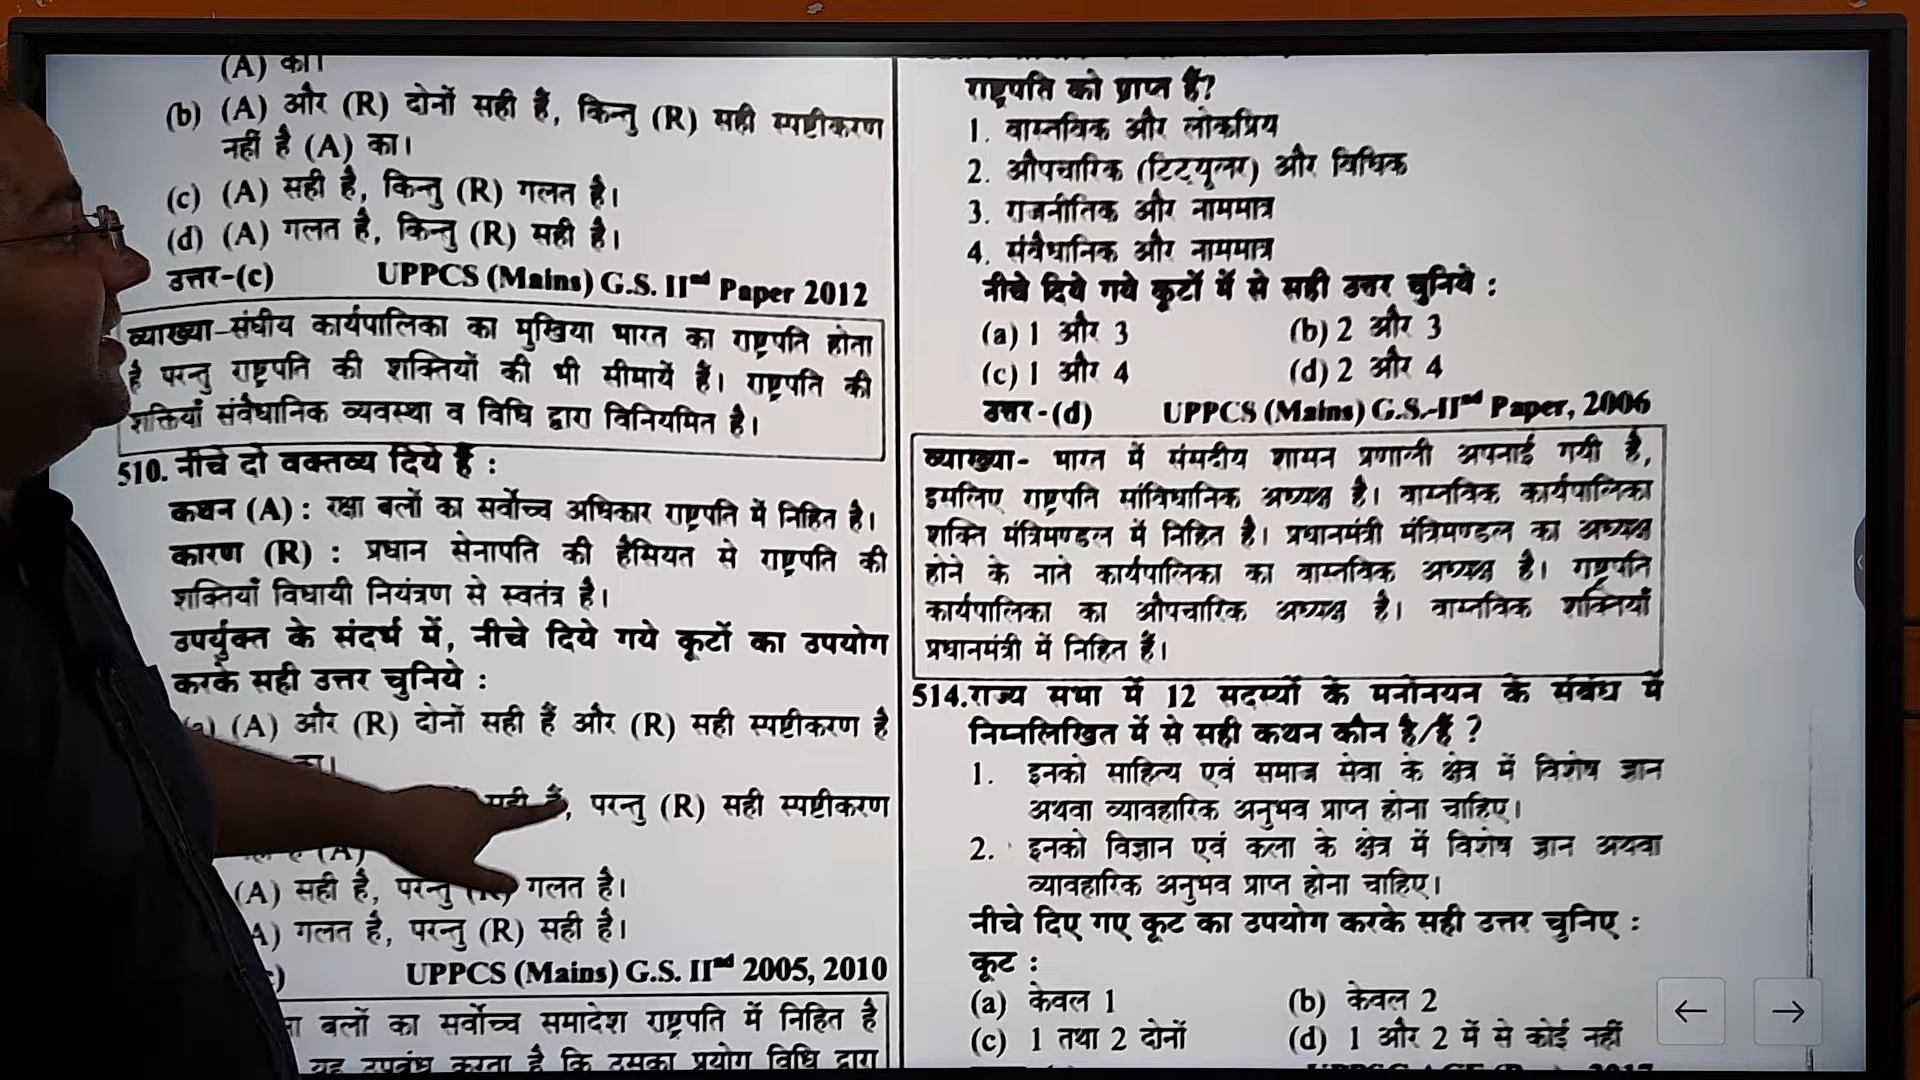 (A) का।
(b) (A) और (R) दोनों सही हैं, किन्तु (R) सही स्पष्टीकरण
नहीं है (A) का।
(c) (A) सही है, किन्तु (R) गलत है।
(d) (A) गलत है, किन्तु (R) सही है।
उत्तर-(c) UPPCS (Mains) G.S. IInd Paper 2012
व्याख्या–संघीय कार्यपालिका का मुखिया भारत का राष्ट्रपति होता
है परन्तु राष्ट्रपति की शक्तियों की भी सीमायें हैं। राष्ट्रपति की
शक्तियाँ संवैधानिक व्यवस्था व विधि द्वारा विनियमित है।
510. नीचे दो वक्तव्य दिये हैं :
कथन (A) : रक्षा बलों का सर्वोच्च अधिकार राष्ट्रपति में निहित है।
कारण (R) : प्रधान सेनापति की हैसियत से राष्ट्रपति की
शक्तियाँ विधायी नियंत्रण से स्वतंत्र है।
उपर्युक्त के संदर्भ में, नीचे दिये गये कूटों का उपयोग
करके सही उत्तर चुनिये :
(a) (A) और (R) दोनों सही हैं और (R) सही स्पष्टीकरण है
का।
सही हैं, परन्तु (R) सही स्पष्टीकरण
(A)
(A) सही है, परन्तु (R) गलत है।
(A) गलत है, परन्तु (R) सही है।
UPPCS (Mains) G.S. IInd 2005, 2010
बलों का सर्वोच्च समादेश राष्ट्रपति में निहित है
यह उपबंध करता है कि उसका प्रयोग विधि द्वारा
राष्ट्रपति को प्राप्त हैं?
1. वास्तविक और लोकप्रिय
2. औपचारिक (टिट्युलर) और विधिक
3. राजनीतिक और नाममात्र
4. संवैधानिक और नाममात्र
नीचे दिये गये कूटों में से सही उत्तर चुनिये :
(a) 1 और 3 (b) 2 और 3
(c) 1 और 4 (d) 2 और 4
उत्तर-(d) UPPCS (Mains) G.S.-IInd Paper, 2006
व्याख्या- भारत में संसदीय शासन प्रणाली अपनाई गयी है,
इसलिए राष्ट्रपति सांविधानिक अध्यक्ष है। वास्तविक कार्यपालिका
शक्ति मंत्रिमण्डल में निहित है। प्रधानमंत्री मंत्रिमण्डल का अध्यक्ष
होने के नाते कार्यपालिका का वास्तविक अध्यक्ष है। राष्ट्रपति
कार्यपालिका का औपचारिक अध्यक्ष है। वास्तविक शक्तियाँ
प्रधानमंत्री में निहित हैं।
514. राज्य सभा में 12 सदस्यों के मनोनयन के संबंध में
निम्नलिखित में से सही कथन कौन है/हैं ?
1. इनको साहित्य एवं समाज सेवा के क्षेत्र में विशेष ज्ञान
अथवा व्यावहारिक अनुभव प्राप्त होना चाहिए।
2. इनको विज्ञान एवं कला के क्षेत्र में विशेष ज्ञान अथवा
व्यावहारिक अनुभव प्राप्त होना चाहिए।
नीचे दिए गए कूट का उपयोग करके सही उत्तर चुनिए :
कूट :
(a) केवल 1 (b) केवल 2
(c) 1 तथा 2 दोनों (d) 1 और 2 में से कोई नहीं